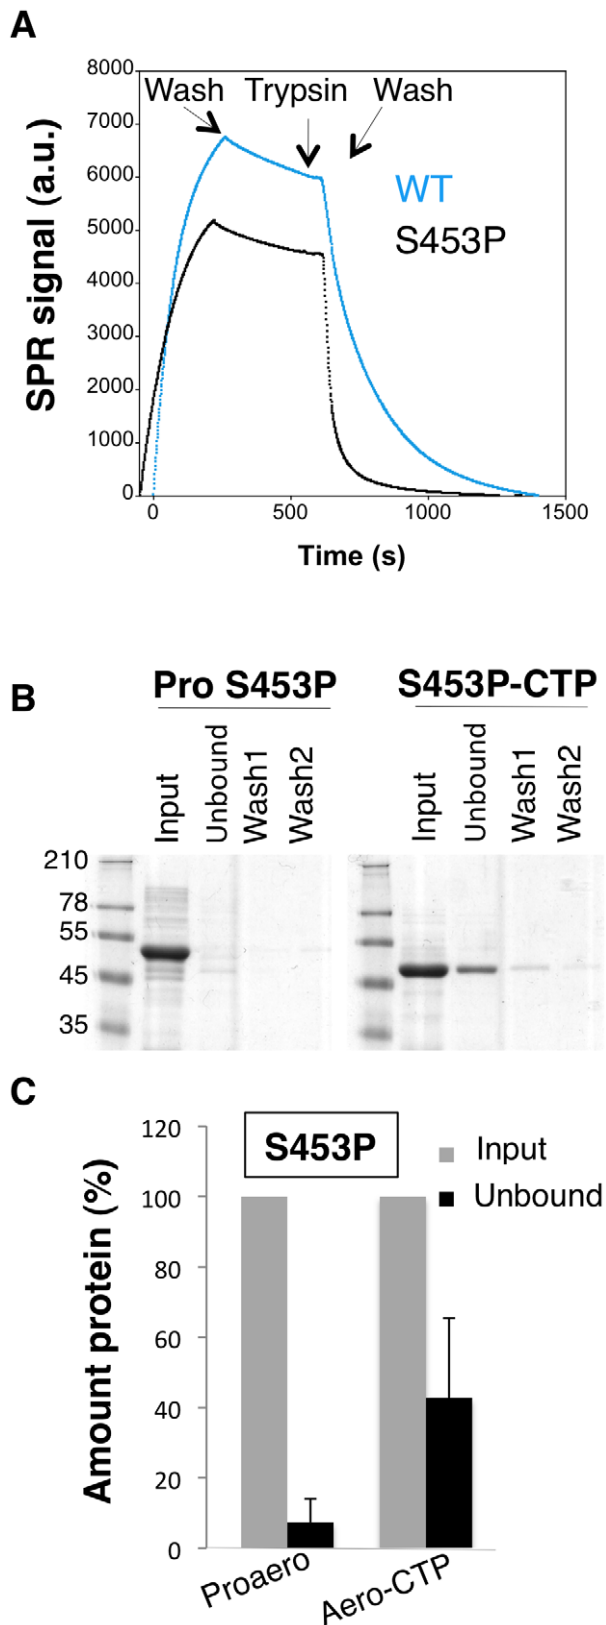 A
8000
7000
6000
5000
4000
3000
2000
1000
0
SPR signal (a.u.)
Wash Trypsin Wash
WT
S453P
0 500 1000 1500
Time (s)
B
Pro S453P S453P-CTP
Input Unbound Wash1 Wash2 Input Unbound Wash1 Wash2
210
78
55
45
35
C
120
100
80
60
40
20
0
Amount protein (%)
S453P
Input
Unbound
Proaero Aero-CTP